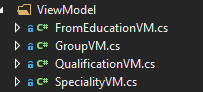 ViewModel
C# FromEducationVM.cs
C# GroupVM.cs
C# QualificationVM.cs
C# SpecialityVM.cs